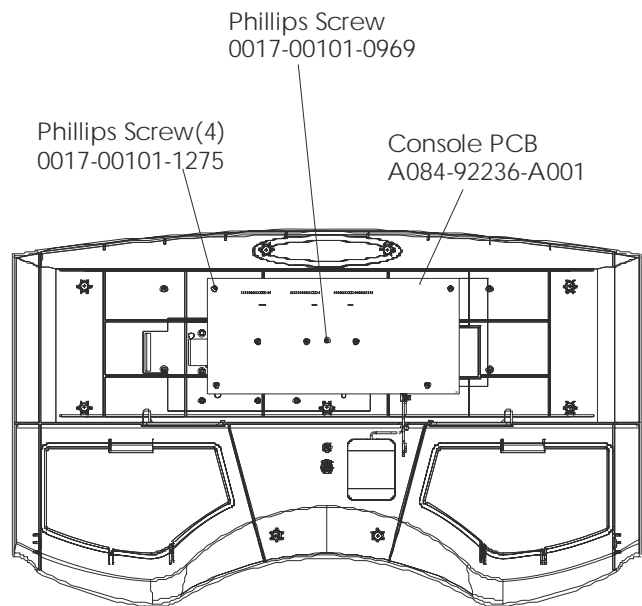 Phillips Screw
0017-00101-0969
Phillips Screw(4)
0017-00101-1275
Console PCB
A084-92236-A001